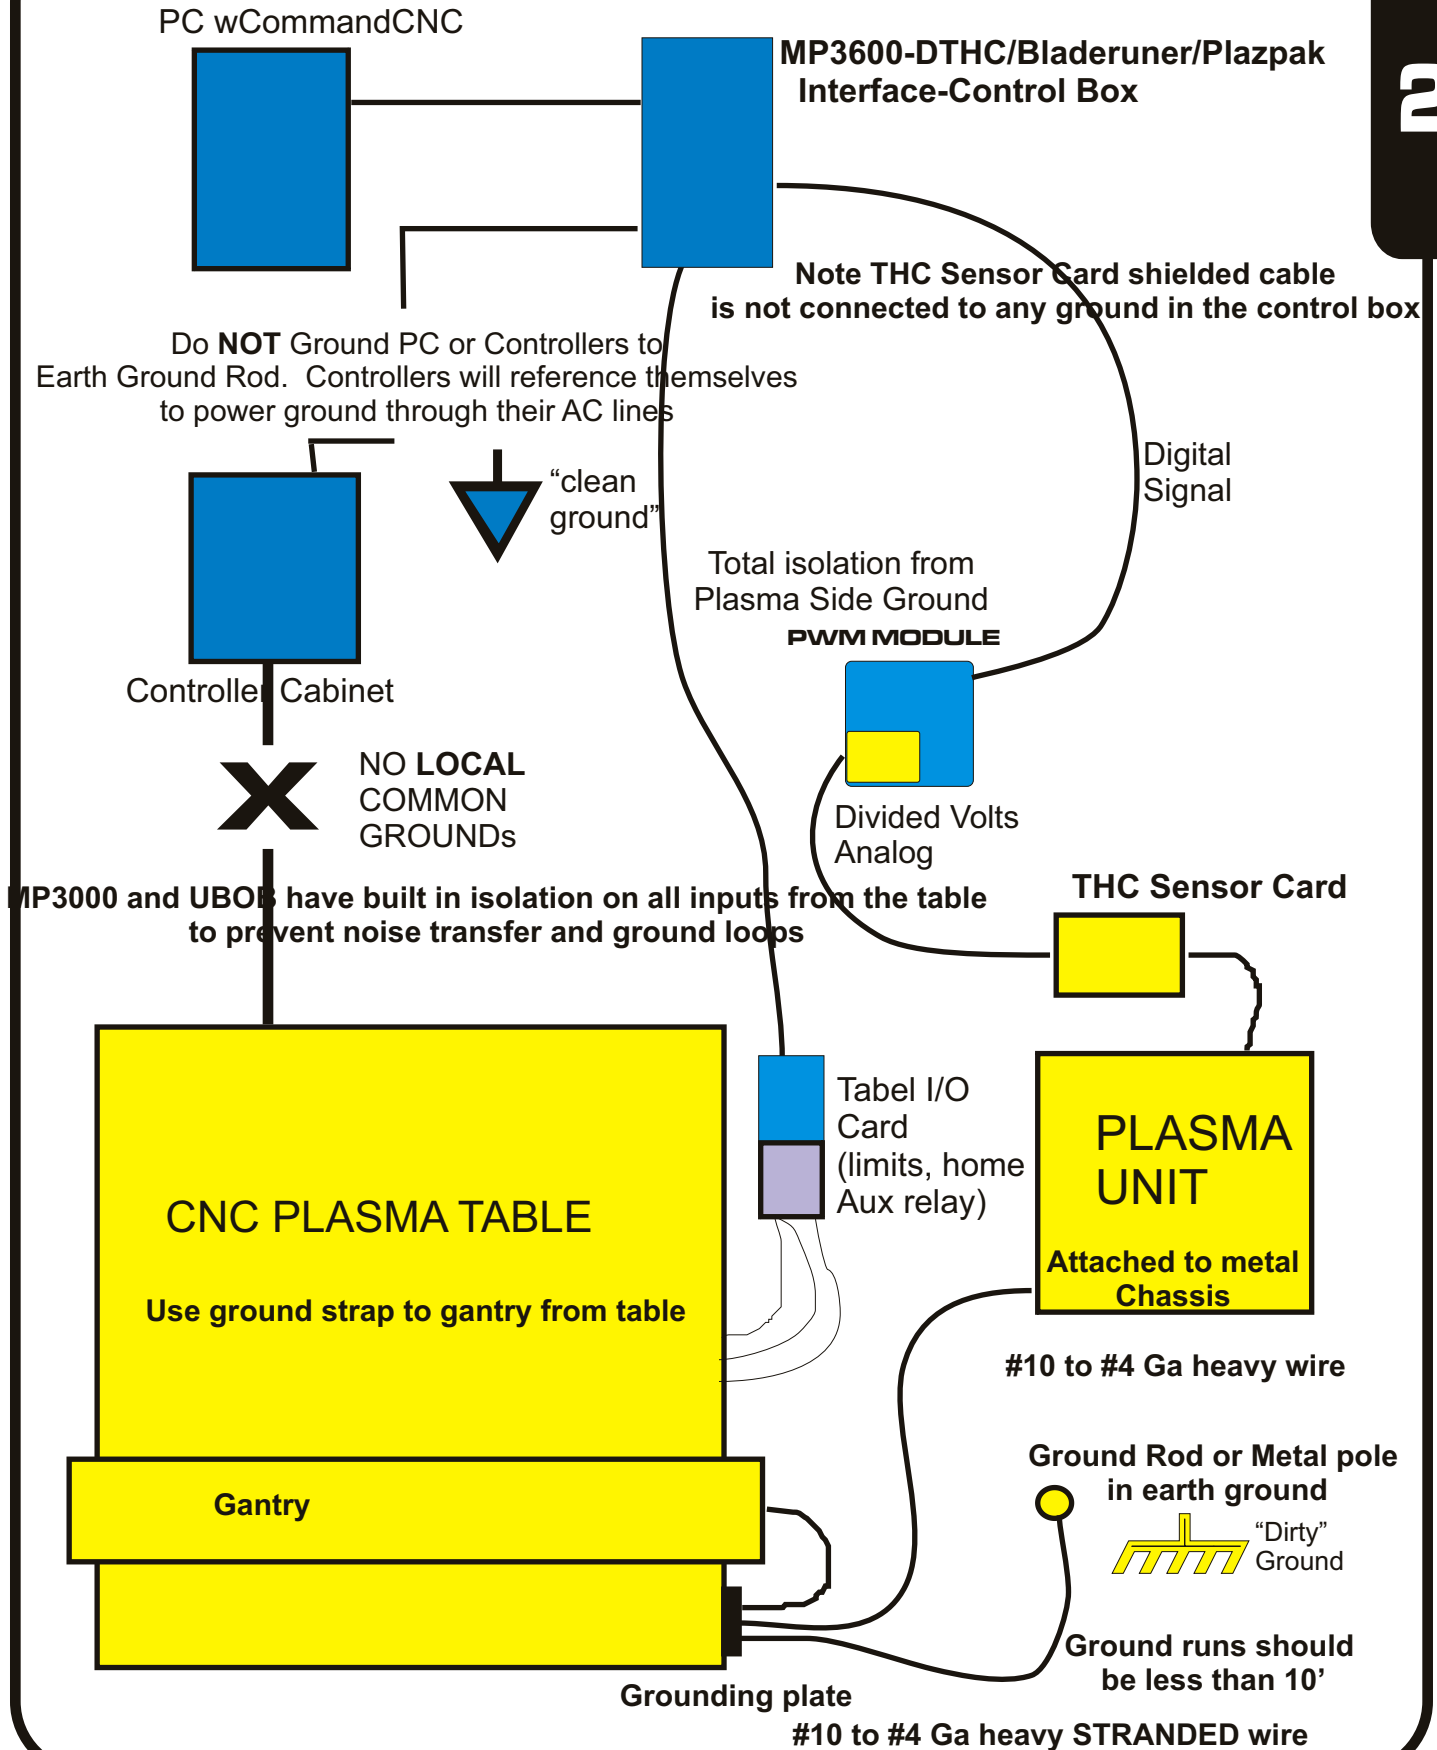 PC wCommandCNC
MP3600-DTHC/Bladeruner/Plazpak
Interface-Control Box
2
Note THC Sensor Card shielded cable
is not connected to any ground in the control box
Do NOT Ground PC or Controllers to
Earth Ground Rod. Controllers will reference themselves
to power ground through their AC lines
“clean
ground”
Digital
Signal
Total isolation from
Plasma Side Ground
PWM MODULE
Controller Cabinet
NO LOCAL
COMMON
GROUNDs
Divided Volts
Analog
MP3000 and UBOB have built in isolation on all inputs from the table
to prevent noise transfer and ground loops
THC Sensor Card
Tabel I/O
Card
(limits, home
Aux relay)
PLASMA
UNIT
Attached to metal
Chassis
CNC PLASMA TABLE
Use ground strap to gantry from table
#10 to #4 Ga heavy wire
Ground Rod or Metal pole
in earth ground
“Dirty”
Ground
Gantry
Ground runs should
be less than 10’
Grounding plate
#10 to #4 Ga heavy STRANDED wire